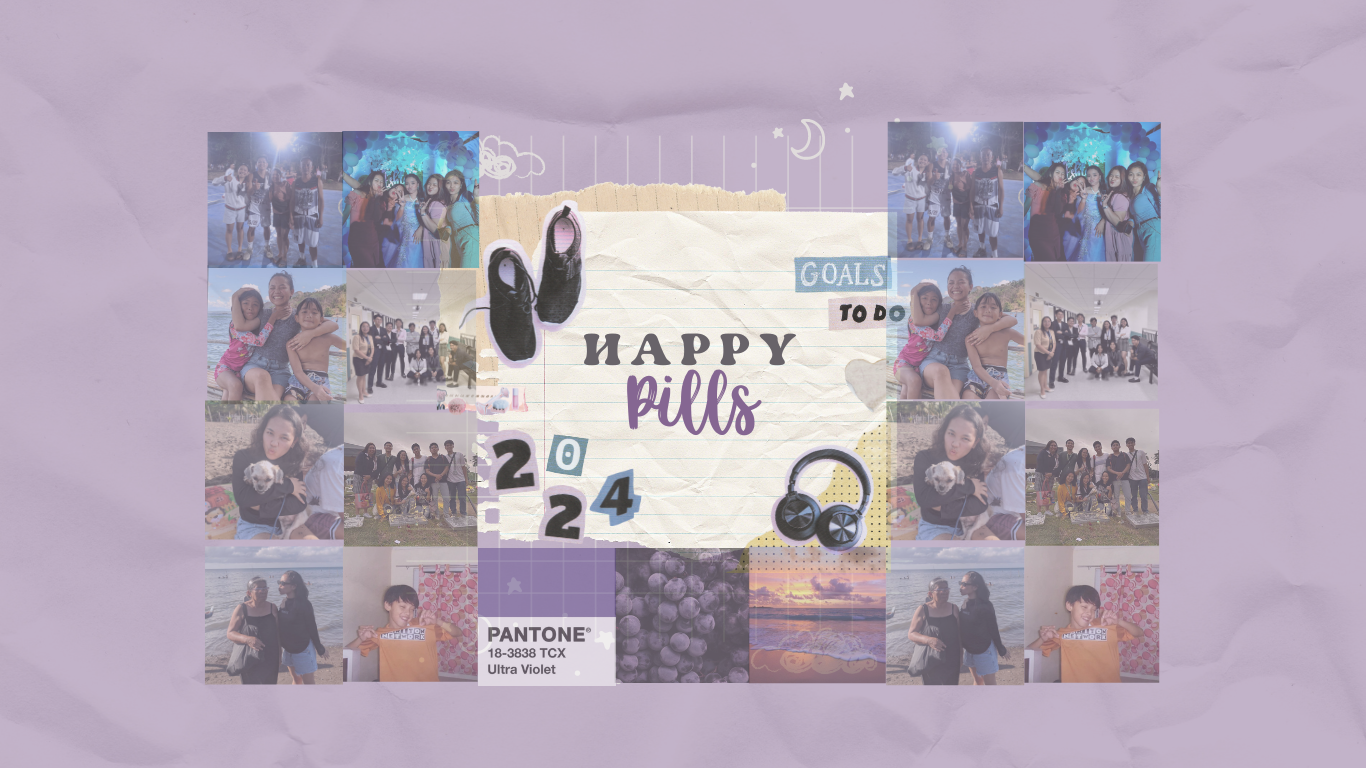 GOALS
TO DO
HAPPY
Pills
2024
PANTONE®
18-3838 TCX
Ultra Violet